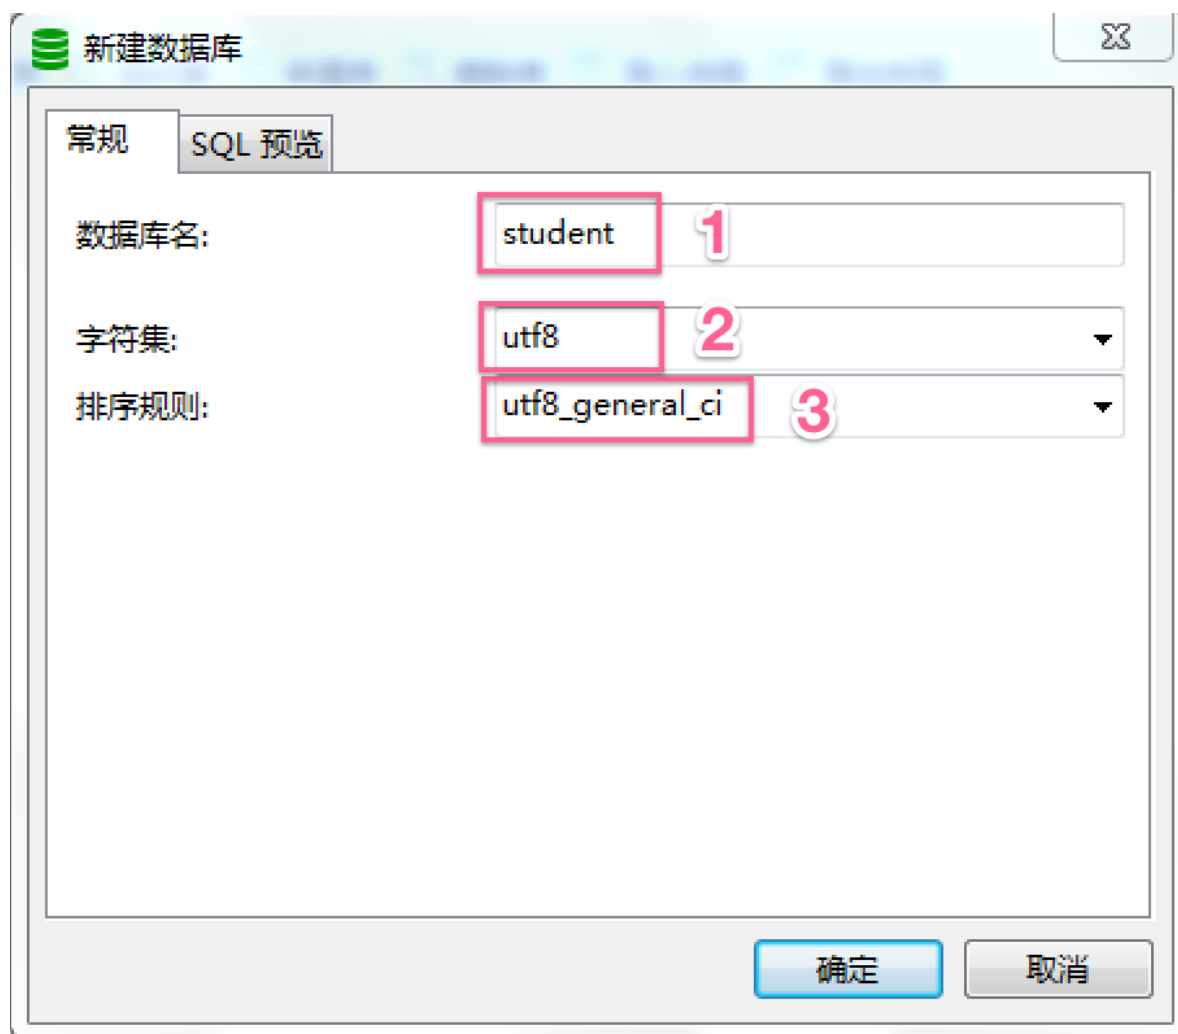 新建数据库
常规
SQL 预览
数据库名:
student
1
字符集:
utf8
2
排序规则:
utf8_general_ci
3
确定
取消